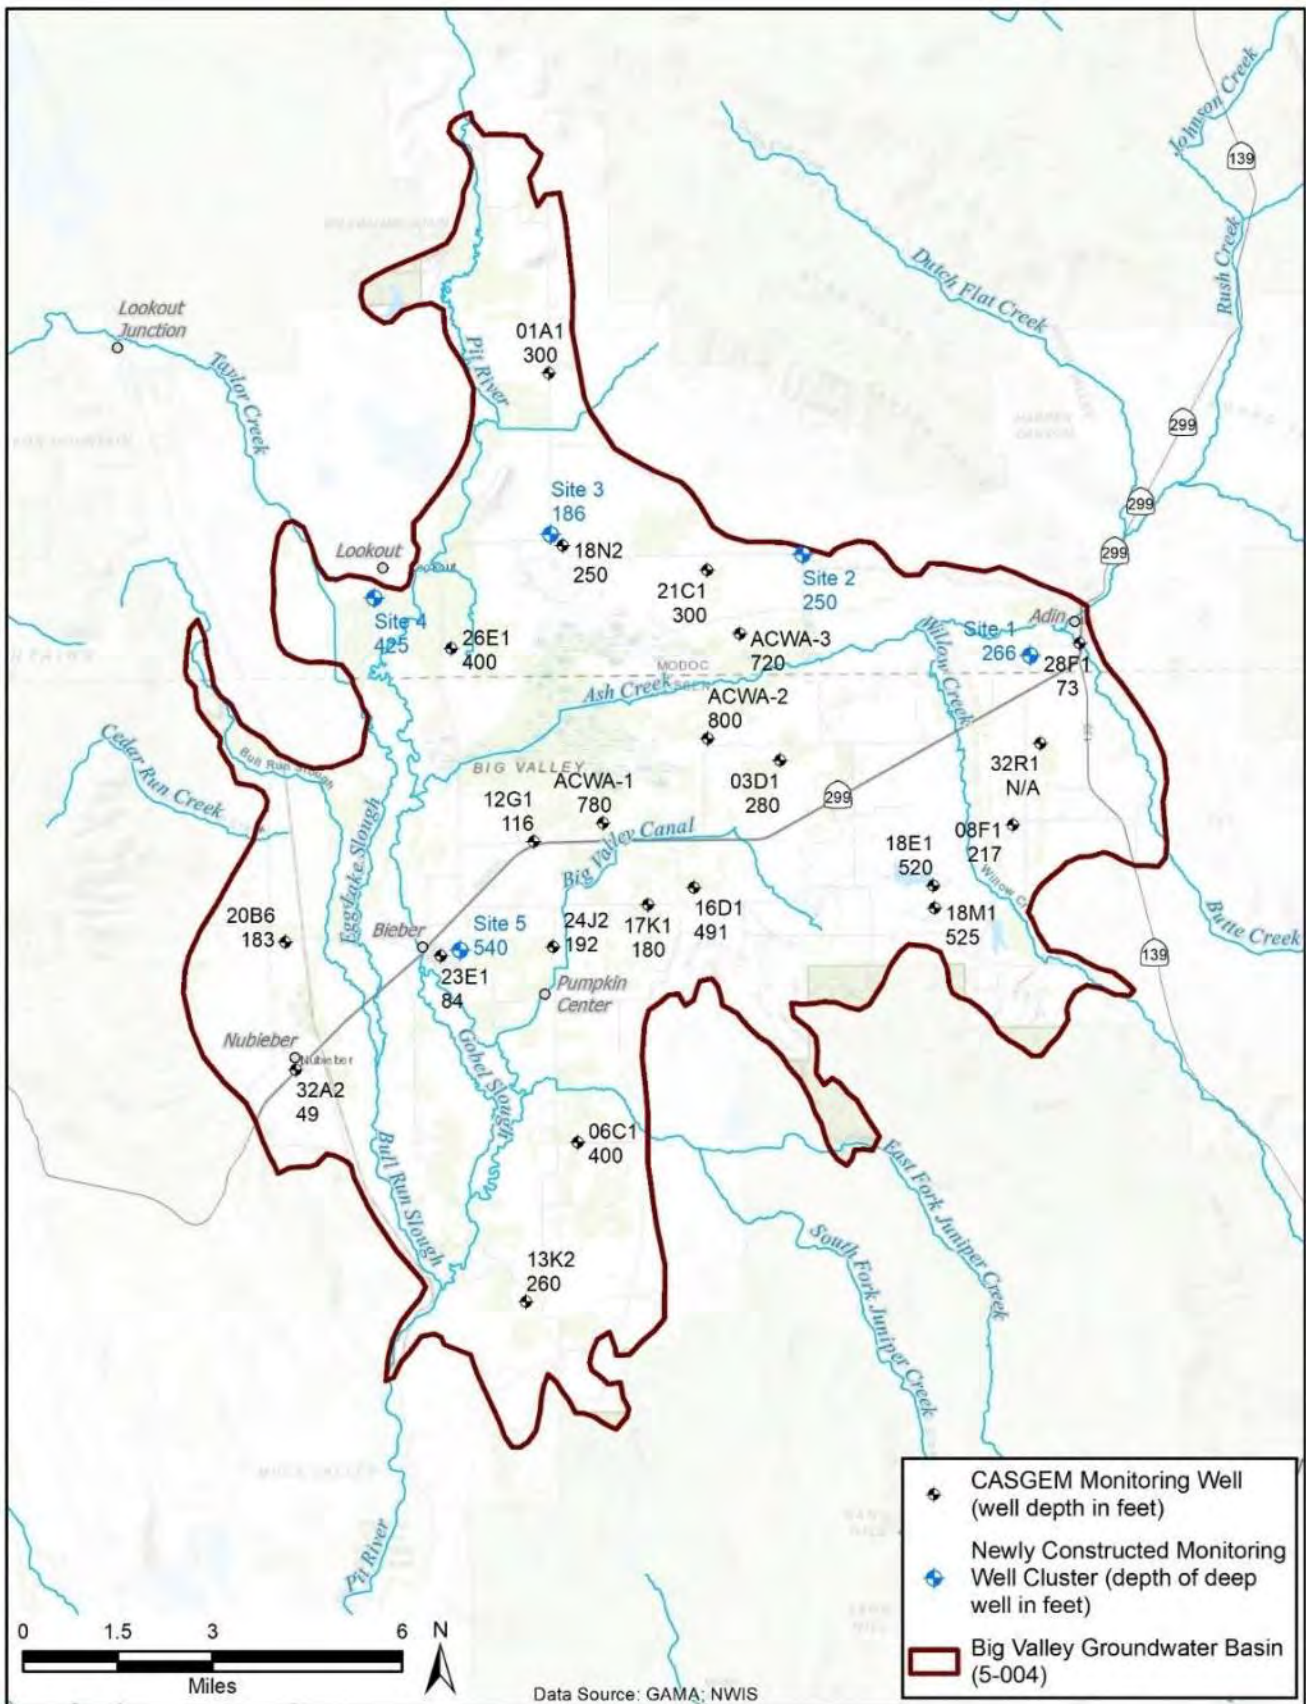 Johnson Creek
139
Dutch Flat Creek
Rush Creek
Lookout
Junction
Taylor Creek
01A1
300
Pit River
299
299
299
Site 3
186
18N2
250
Lookout
21C1
300
Site 2
250
Site 4
425
26E1
400
ACWA-3
720
Adin
Site 1
266
28F1
73
Willow Creek
MODOC
Ash Creek
ACWA-2
800
32R1
N/A
Cedar Run Creek
Bull Run Slough
BIG VALLEY
03D1
280
299
ACWA-1
780
12G1
116
Big Valley Canal
08F1
217
18E1
520
Willow C
18M1
525
Egg Lake Slough
20B6
183
Bieber
Site 5
540
23E1
84
24J2
192
17K1
180
16D1
491
Butte Creek
139
Pumpkin
Center
Nubieber
Nubieber
32A2
49
Gobel Slough
06C1
400
Bull Run Slough
East Fork Juniper Creek
South Fork Juniper Creek
13K2
260
Pit River
CASGEM Monitoring Well
(well depth in feet)
Newly Constructed Monitoring
Well Cluster (depth of deep
well in feet)
Big Valley Groundwater Basin
(5-004)
0 1.5 3 6
Miles
N
Data Source: GAMA; NWIS